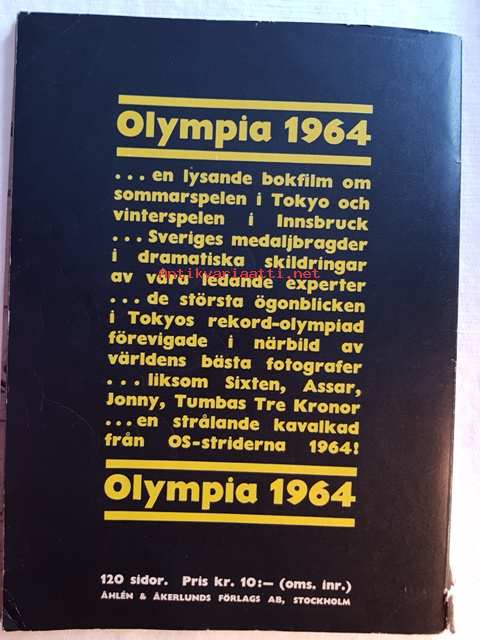 Olympia 1964
...en lysande bokfilm om
sommarspelen i Tokyo och
vinterspelen i Innsbruck
...Sveriges medaljbragder
i dramatiska skildringar
av våra ledande experter
Antikvariaatti.net
...de största ögonblicken
i Tokyos rekord-olympiad
förevigade i närbild av
världens bästa fotografer
...liksom Sixten, Assar,
Jonny, Tumbas Tre Kronor
...en strålande kavalkad
från OS-striderna 1964!
Olympia 1964
120 sidor. Pris kr. 10:— (oms. inr.)
ÅHLÉN & ÅKERLUNDS FÖRLAGS AB, STOCKHOLM